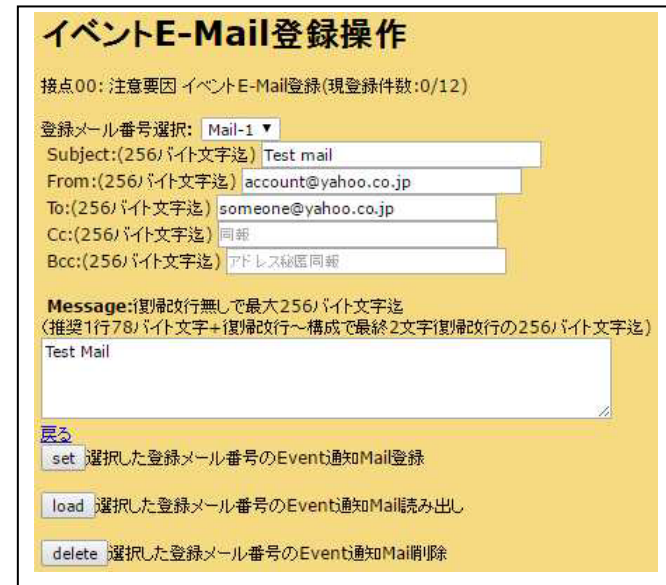 イベントE-Mail登録操作
接点00: 注意要因 イベントE-Mail登録(現登録件数:0/12)
登録メール番号選択: Mail-1 ▼
Subject:(256バイト文字迄) Test mail
From:(256バイト文字迄) account@yahoo.co.jp
To:(256バイト文字迄) someone@yahoo.co.jp
Cc:(256バイト文字迄) 同報
Bcc:(256バイト文字迄) アドレス秘匿同報
Message:復帰改行無しで最大256バイト文字迄
(推奨1行78バイト文字+復帰改行～構成で最終2文字復帰改行の256バイト文字迄)
Test Mail
戻る
set 選択した登録メール番号のEvent通知Mail登録
load 選択した登録メール番号のEvent通知Mail読み出し
delete 選択した登録メール番号のEvent通知Mail削除